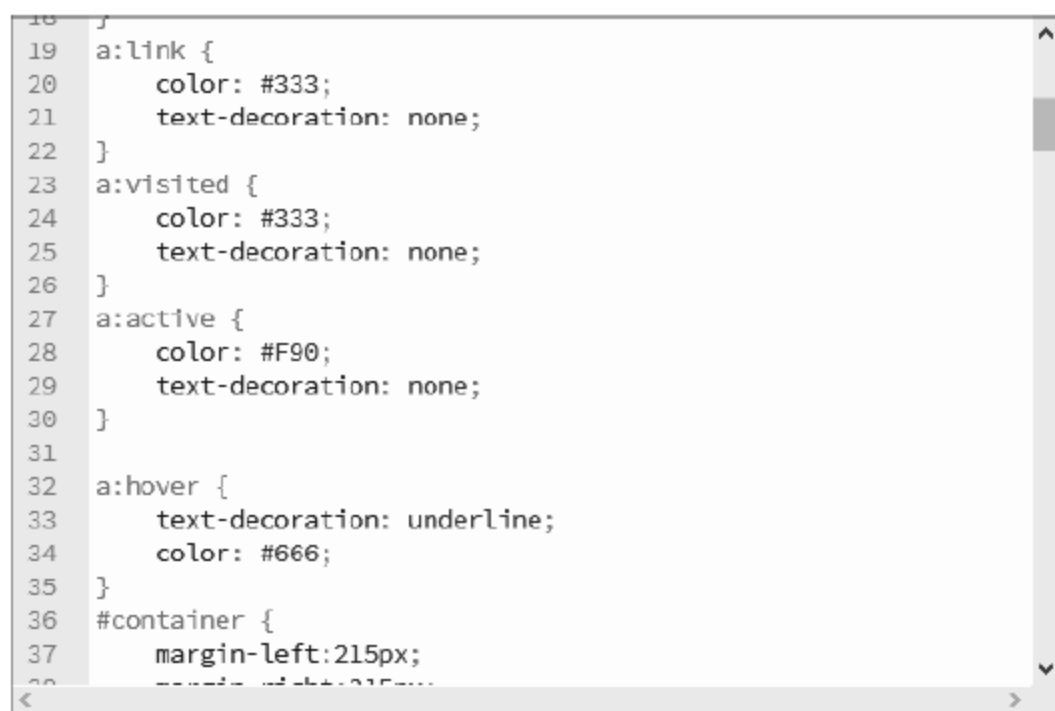 18 }
19 a:link {
20     color: #333;
21     text-decoration: none;
22 }
23 a:visited {
24     color: #333;
25     text-decoration: none;
26 }
27 a:active {
28     color: #F90;
29     text-decoration: none;
30 }
31
32 a:hover {
33     text-decoration: underline;
34     color: #666;
35 }
36 #container {
37     margin-left:215px;